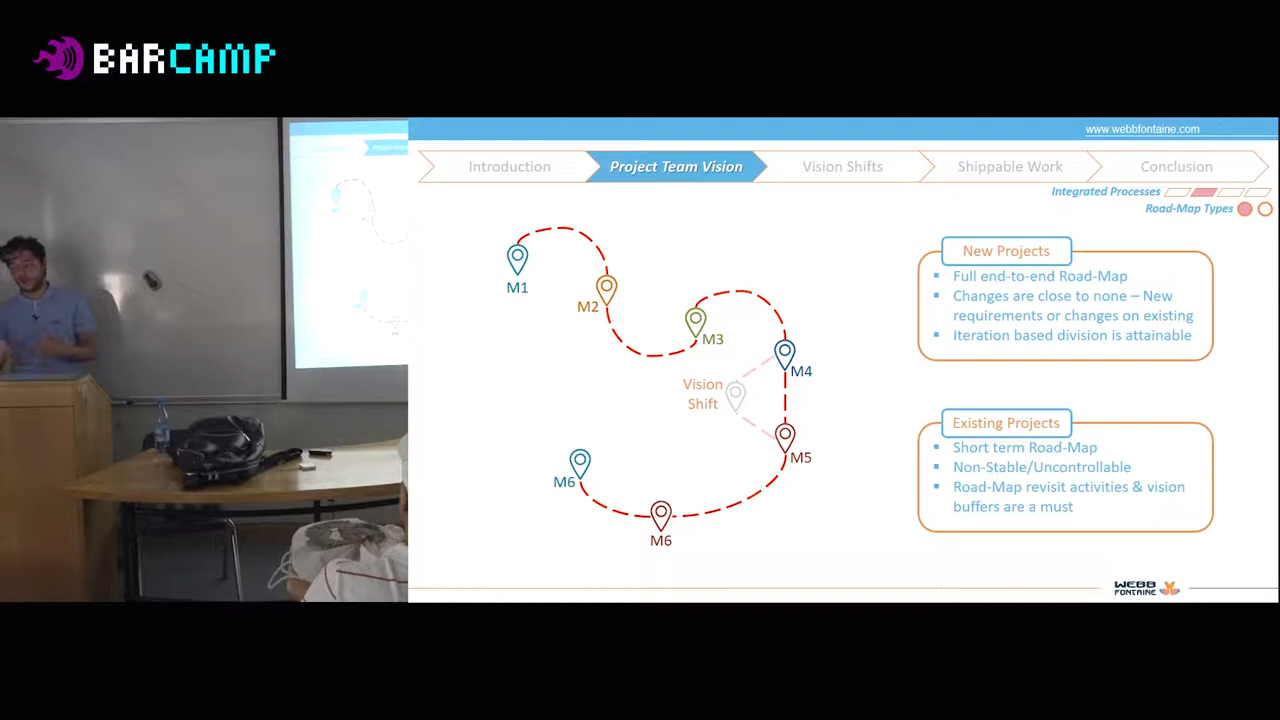 BARCAMP
www.webbfontaine.com
Introduction
Project Team Vision
Vision Shifts
Shippable Work
Conclusion
Integrated Processes
Road-Map Types
M1
M2
M3
M4
Vision
Shift
M5
M6
M6
New Projects
▪ Full end-to-end Road-Map
▪ Changes are close to none – New
requirements or changes on existing
▪ Iteration based division is attainable
Existing Projects
▪ Short term Road-Map
▪ Non-Stable/Uncontrollable
▪ Road-Map revisit activities & vision
buffers are a must
WEBB
FONTAINE